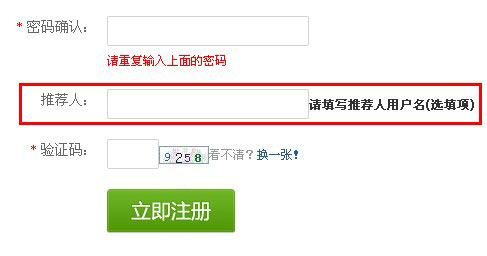 * 密码确认：
请重复输入上面的密码
推荐人： 请填写推荐人用户名(选填项)
* 验证码： 9258 看不清？换一张！
立即注册